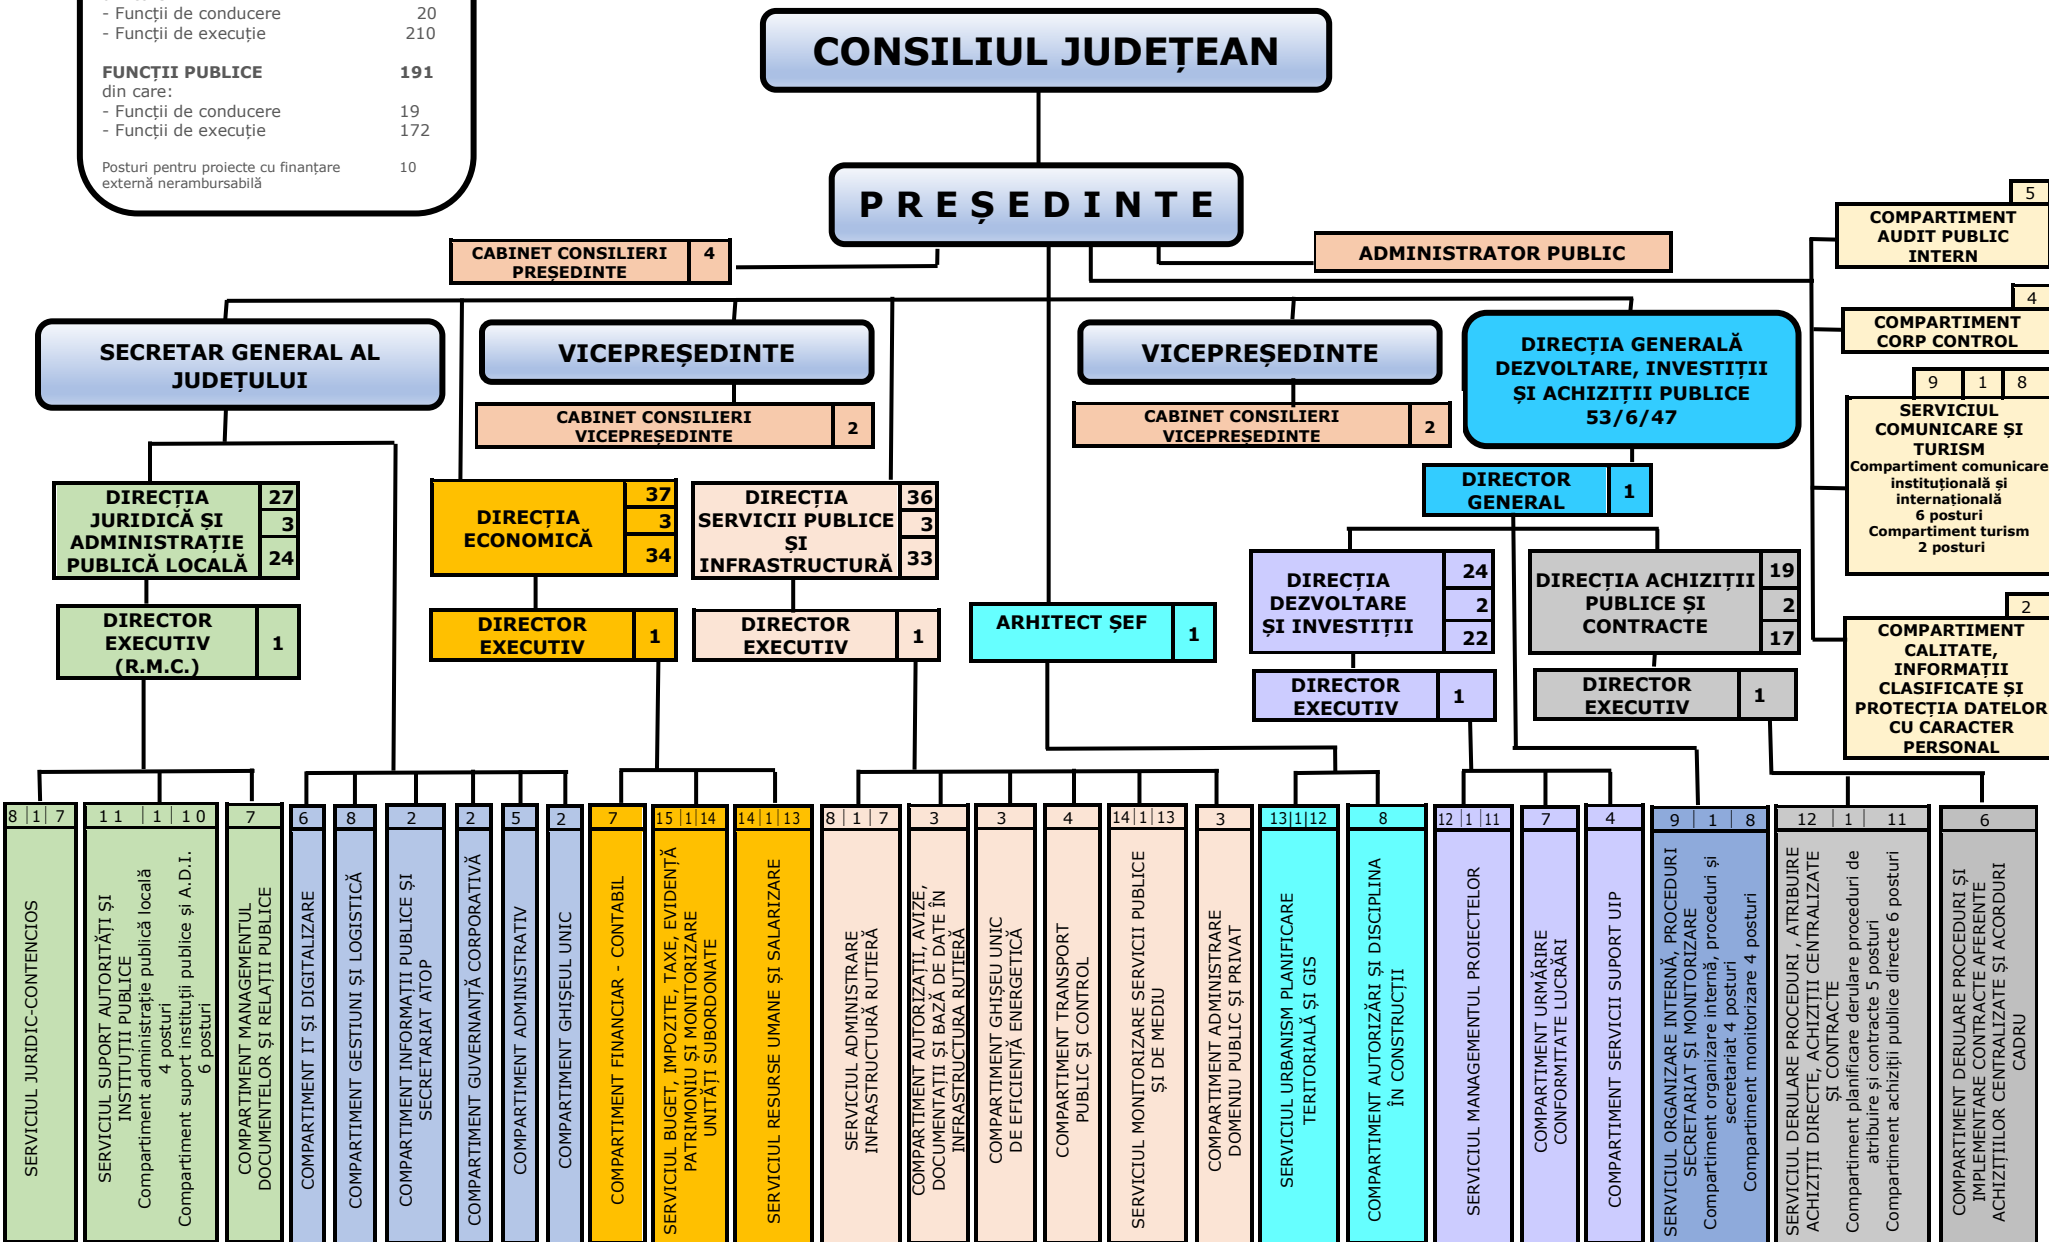 - Funcții de conducere 20
- Funcții de execuție 210
FUNCȚII PUBLICE 191
din care:
- Funcții de conducere 19
- Funcții de execuție 172
Posturi pentru proiecte cu finanțare 10
externă nerambursabilă
CONSILIUL JUDEȚEAN
PREȘEDINTE
CABINET CONSILIERI
PREȘEDINTE
4
ADMINISTRATOR PUBLIC
5
COMPARTIMENT
AUDIT PUBLIC
INTERN
4
COMPARTIMENT
CORP CONTROL
9 1 8
SERVICIUL
COMUNICARE ȘI
TURISM
Compartiment comunicare
instituțională și
internațională
6 posturi
Compartiment turism
2 posturi
2
COMPARTIMENT
CALITATE,
INFORMAȚII
CLASIFICATE ȘI
PROTECȚIA DATELOR
CU CARACTER
PERSONAL
SECRETAR GENERAL AL
JUDEȚULUI
VICEPREȘEDINTE
CABINET CONSILIERI
VICEPREȘEDINTE
2
VICEPREȘEDINTE
CABINET CONSILIERI
VICEPREȘEDINTE
2
DIRECȚIA GENERALĂ
DEZVOLTARE, INVESTIȚII
ȘI ACHIZIȚII PUBLICE
53/6/47
DIRECTOR
GENERAL
1
DIRECȚIA
JURIDICĂ ȘI
ADMINISTRAȚIE
PUBLICĂ LOCALĂ
27
3
24
DIRECTOR
EXECUTIV
(R.M.C.)
1
DIRECȚIA
ECONOMICĂ
37
3
34
DIRECTOR
EXECUTIV
1
DIRECȚIA
SERVICII PUBLICE
ȘI
INFRASTRUCTURĂ
36
3
33
DIRECTOR
EXECUTIV
1
ARHITECT ȘEF
1
DIRECȚIA
DEZVOLTARE
ȘI INVESTIȚII
24
2
22
DIRECTOR
EXECUTIV
1
DIRECȚIA ACHIZIȚII
PUBLICE ȘI
CONTRACTE
19
2
17
DIRECTOR
EXECUTIV
1
8 | 1 | 7
SERVICIUL JURIDIC-CONTENCIOS
11 | 1 | 10
SERVICIUL SUPORT AUTORITĂȚI ȘI
INSTITUȚII PUBLICE
Compartiment administrație publică locală
4 posturi
Compartiment suport instituții publice și A.D.I.
6 posturi
7
COMPARTIMENT MANAGEMENTUL
DOCUMENTELOR ȘI RELAȚII PUBLICE
6
COMPARTIMENT IT ȘI DIGITALIZARE
8
COMPARTIMENT GESTIUNI ȘI LOGISTICĂ
2
COMPARTIMENT INFORMAȚII PUBLICE ȘI
SECRETARIAT ATOP
2
COMPARTIMENT GUVERNANȚĂ CORPORATIVĂ
5
COMPARTIMENT ADMINISTRATIV
2
COMPARTIMENT GHIȘEUL UNIC
7
COMPARTIMENT FINANCIAR - CONTABIL
15 | 1 | 14
SERVICIUL BUGET, IMPOZITE, TAXE, EVIDENȚĂ
PATRIMONIU ȘI MONITORIZARE
UNITĂȚI SUBORDONATE
14 | 1 | 13
SERVICIUL RESURSE UMANE ȘI SALARIZARE
8 | 1 | 7
SERVICIUL ADMINISTRARE
INFRASTRUCTURĂ RUTIERĂ
3
COMPARTIMENT AUTORIZAȚII, AVIZE,
DOCUMENTAȚII ȘI BAZĂ DE DATE ÎN
INFRASTRUCTURA RUTIERĂ
3
COMPARTIMENT GHIȘEU UNIC
DE EFICIENȚĂ ENERGETICĂ
4
COMPARTIMENT TRANSPORT
PUBLIC ȘI CONTROL
14 | 1 | 13
SERVICIUL MONITORIZARE SERVICII PUBLICE
ȘI DE MEDIU
3
COMPARTIMENT ADMINISTRARE
DOMENIU PUBLIC ȘI PRIVAT
13|1|12
SERVICIUL URBANISM PLANIFICARE
TERITORIALĂ ȘI GIS
8
COMPARTIMENT AUTORIZĂRI ȘI DISCIPLINA
ÎN CONSTRUCȚII
12 | 1 | 11
SERVICIUL MANAGEMENTUL PROIECTELOR
7
COMPARTIMENT URMĂRIRE
CONFORMITATE LUCRĂRI
4
COMPARTIMENT SERVICII SUPORT UIP
9 | 1 | 8
SERVICIUL ORGANIZARE INTERNĂ, PROCEDURI
SECRETARIAT ȘI MONITORIZARE
Compartiment organizare internă, proceduri și
secretariat 4 posturi
Compartiment monitorizare 4 posturi
12 | 1 | 11
SERVICIUL DERULARE PROCEDURI , ATRIBUIRE
ACHIZIȚII DIRECTE, ACHIZIȚII CENTRALIZATE
ȘI CONTRACTE
Compartiment planificare derulare proceduri de
atribuire și contracte 5 posturi
Compartiment achiziții publice directe 6 posturi
6
COMPARTIMENT DERULARE PROCEDURI ȘI
IMPLEMENTARE CONTRACTE AFERENTE
ACHIZIȚIILOR CENTRALIZATE ȘI ACORDURI
CADRU